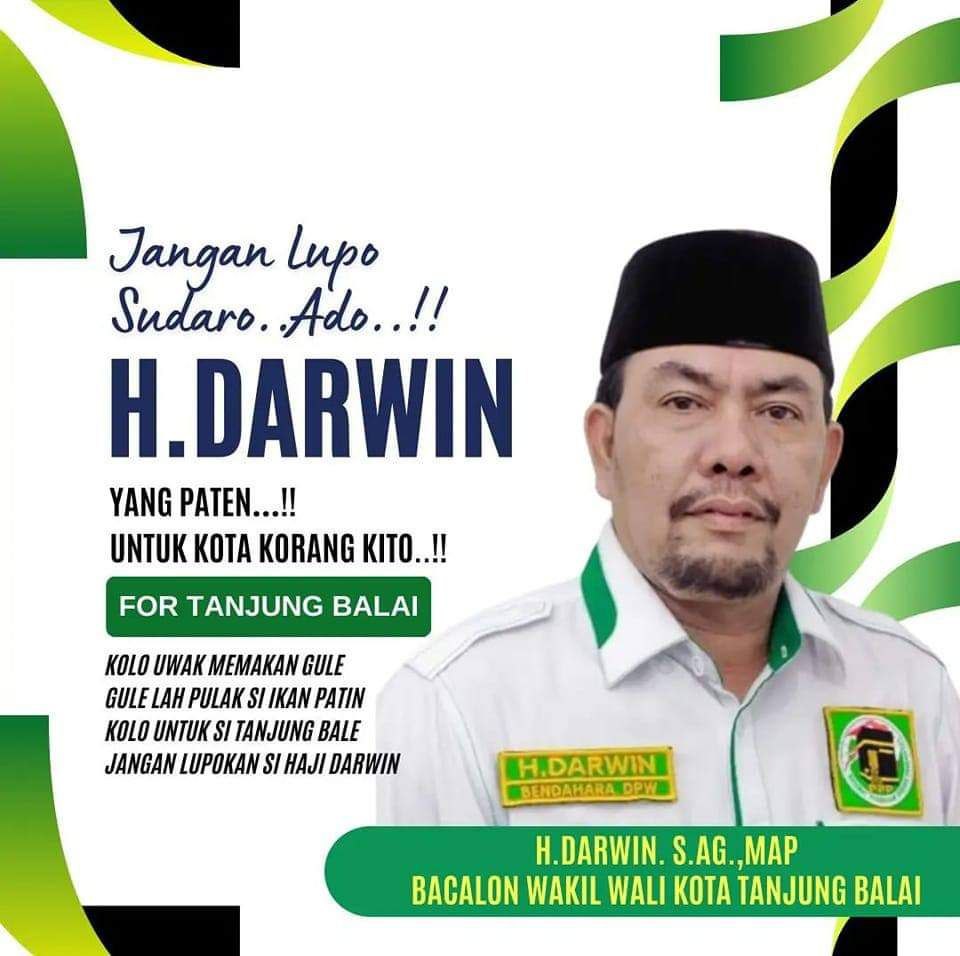 Jangan Lupo
Sudaro..Ado..!!
H.DARWIN
YANG PATEN...!!
UNTUK KOTA KORANG KITO..!!
FOR TANJUNG BALAI
KOLO UWAK MEMAKAN GULE
GULE LAH PULAK SI IKAN PATIN
KOLO UNTUK SI TANJUNG BALE
JANGAN LUPOKAN SI HAJI DARWIN
H.DARWIN
BENDAHARA DPW
PPP
H.DARWIN. S.AG.,MAP
BACALON WAKIL WALI KOTA TANJUNG BALAI